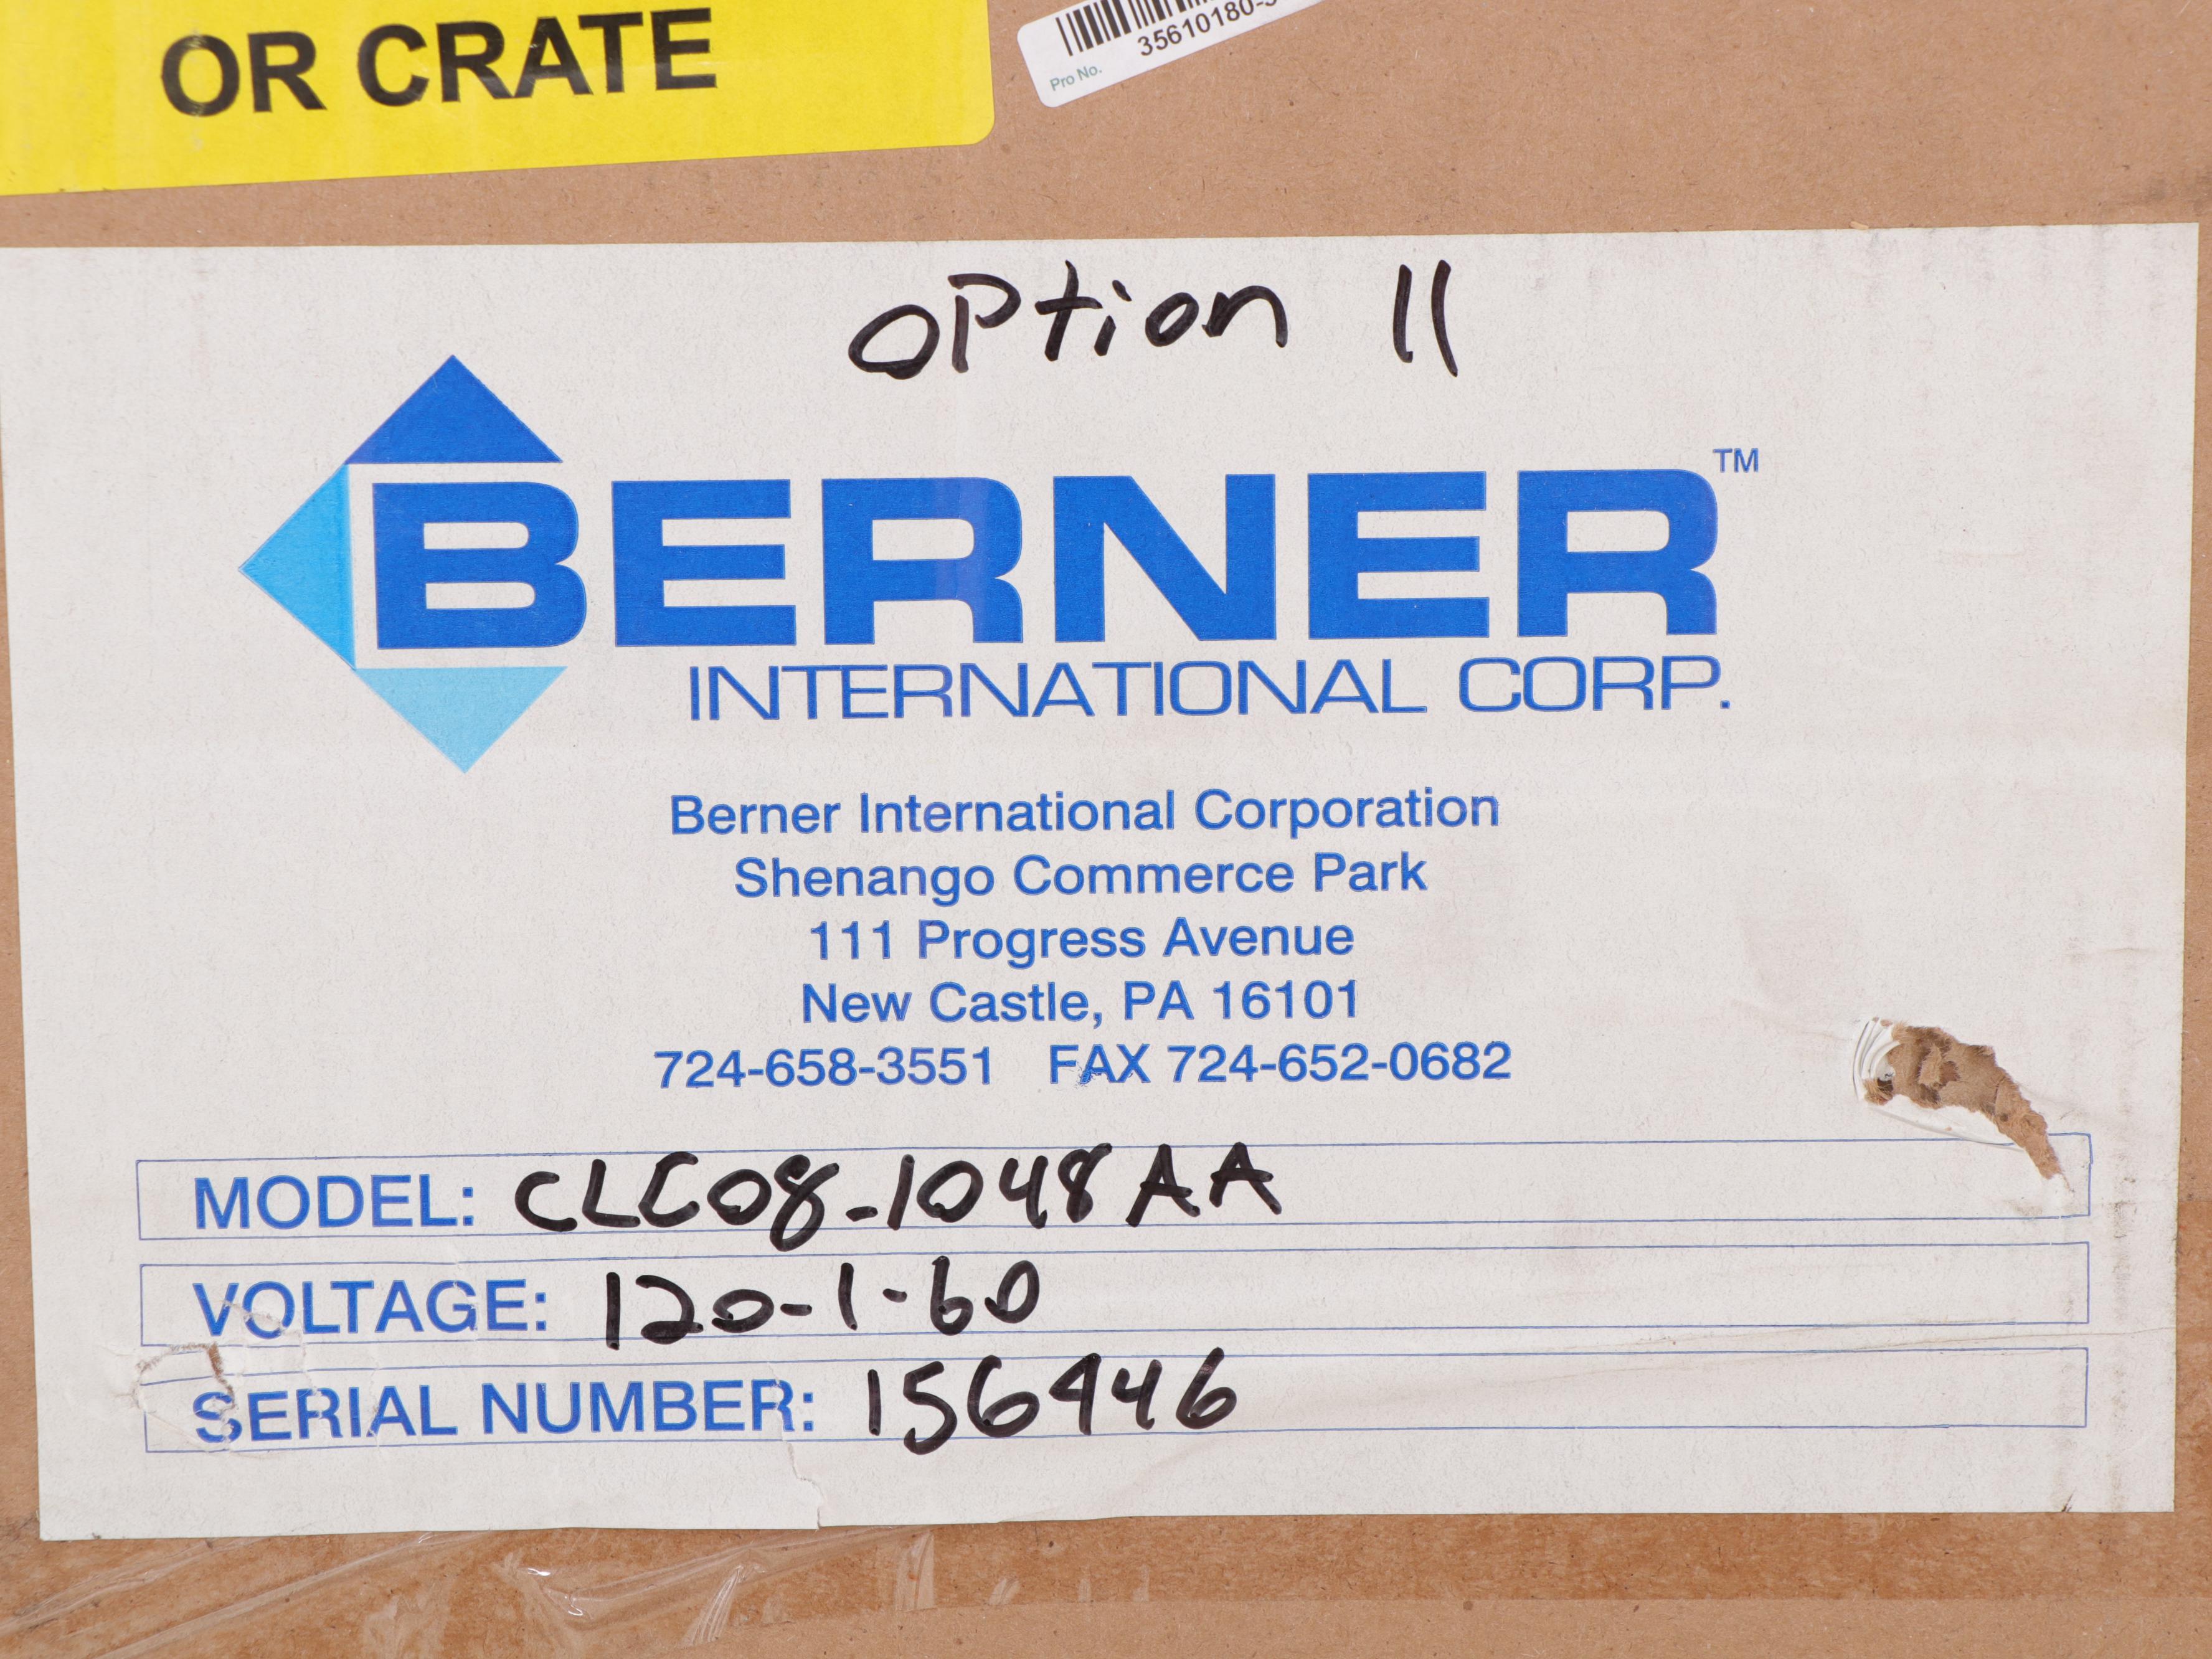 OR CRATE
35610180-
Pro No.
OPtion 11
BERNER™
INTERNATIONAL CORP.
Berner International Corporation
Shenango Commerce Park
111 Progress Avenue
New Castle, PA 16101
724-658-3551 FAX 724-652-0682
MODEL: CLC08-1048AA
VOLTAGE: 120-1-60
SERIAL NUMBER: